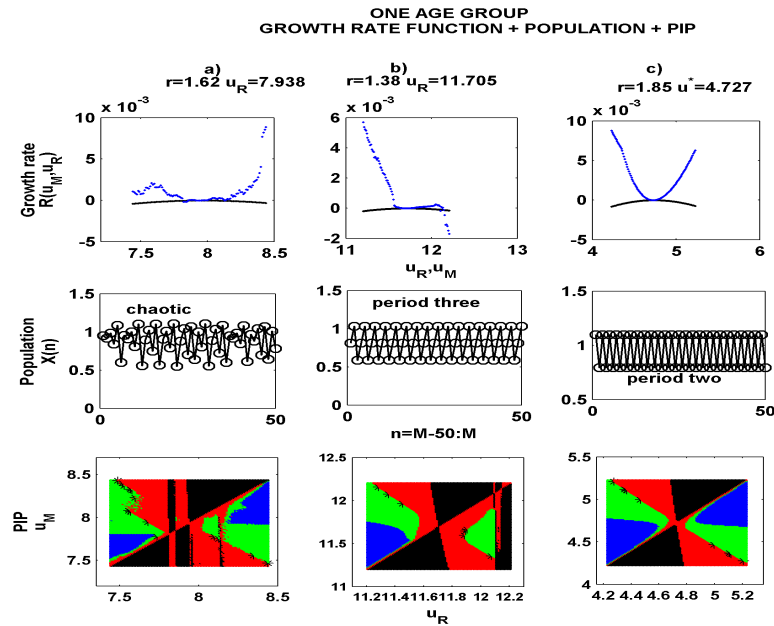 ONE AGE GROUP
GROWTH RATE FUNCTION + POPULATION + PIP
a)
r=1.62 u_R=7.938
b)
r=1.38 u_R=11.705
c)
r=1.85 u^*=4.727
x 10^-3
x 10^-3
x 10^-3
Growth rate
R(u_M,u_R)
10
5
0
-5
7.5 8 8.5
6
4
2
0
-2
11 12 13
u_R,u_M
10
5
0
-5
4 5 6
Population
X(n)
1.5
1
0.5
0
chaotic
0 50
1.5
1
0.5
0
period three
0 50
n=M-50:M
1.5
1
0.5
period two
0 50
PIP
u_M
8.5
8
7.5
7.5 8 8.5
12.5
12
11.5
11
11.2 11.4 11.6 11.8 12 12.2
u_R
5.5
5
4.5
4
4.2 4.4 4.6 4.8 5 5.2